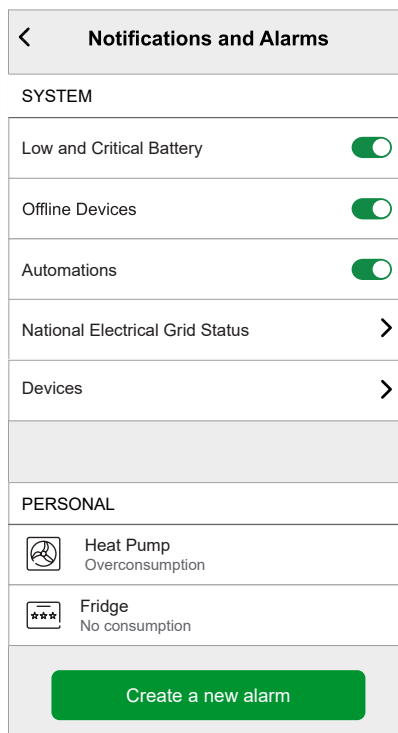 Notifications and Alarms
SYSTEM
Low and Critical Battery
Offline Devices
Automations
National Electrical Grid Status
Devices
PERSONAL
Heat Pump
Overconsumption
Fridge
No consumption
Create a new alarm